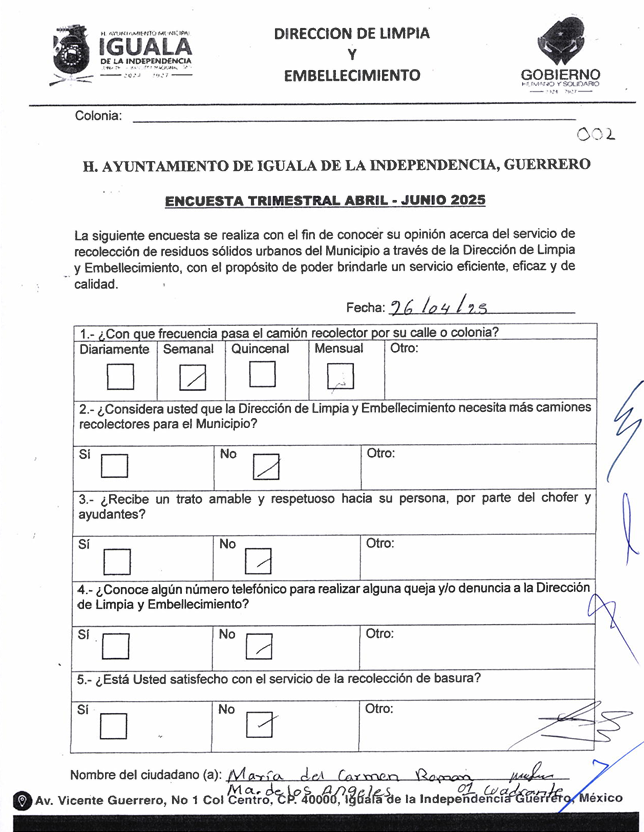 H. AYUNTAMIENTO MUNICIPAL
IGUALA
DE LA INDEPENDENCIA
DIRECCION DE LIMPIA
Y
EMBELLECIMIENTO
GOBIERNO
HUMANO Y SOLIDARIO
Colonia:
002
H. AYUNTAMIENTO DE IGUALA DE LA INDEPENDENCIA, GUERRERO
ENCUESTA TRIMESTRAL ABRIL - JUNIO 2025
La siguiente encuesta se realiza con el fin de conocer su opinión acerca del servicio de
recolección de residuos sólidos urbanos del Municipio a través de la Dirección de Limpia
y Embellecimiento, con el propósito de poder brindarle un servicio eficiente, eficaz y de
calidad.
Fecha: 26/04/25
1.- ¿Con que frecuencia pasa el camión recolector por su calle o colonia?
Diariamente Semanal Quincenal Mensual Otro:
2.- ¿Considera usted que la Dirección de Limpia y Embellecimiento necesita más camiones
recolectores para el Municipio?
Sí No Otro:
3.- ¿Recibe un trato amable y respetuoso hacia su persona, por parte del chofer y
ayudantes?
Sí No Otro:
4.- ¿Conoce algún número telefónico para realizar alguna queja y/o denuncia a la Dirección
de Limpia y Embellecimiento?
Sí No Otro:
5.- ¿Está Usted satisfecho con el servicio de la recolección de basura?
Sí No Otro:
Nombre del ciudadano (a): María del Carmen Roman
Ma. de los Angeles
Av. Vicente Guerrero, No 1 Col Centro, CP. 40000, Iguala de la Independencia Guerrero, México